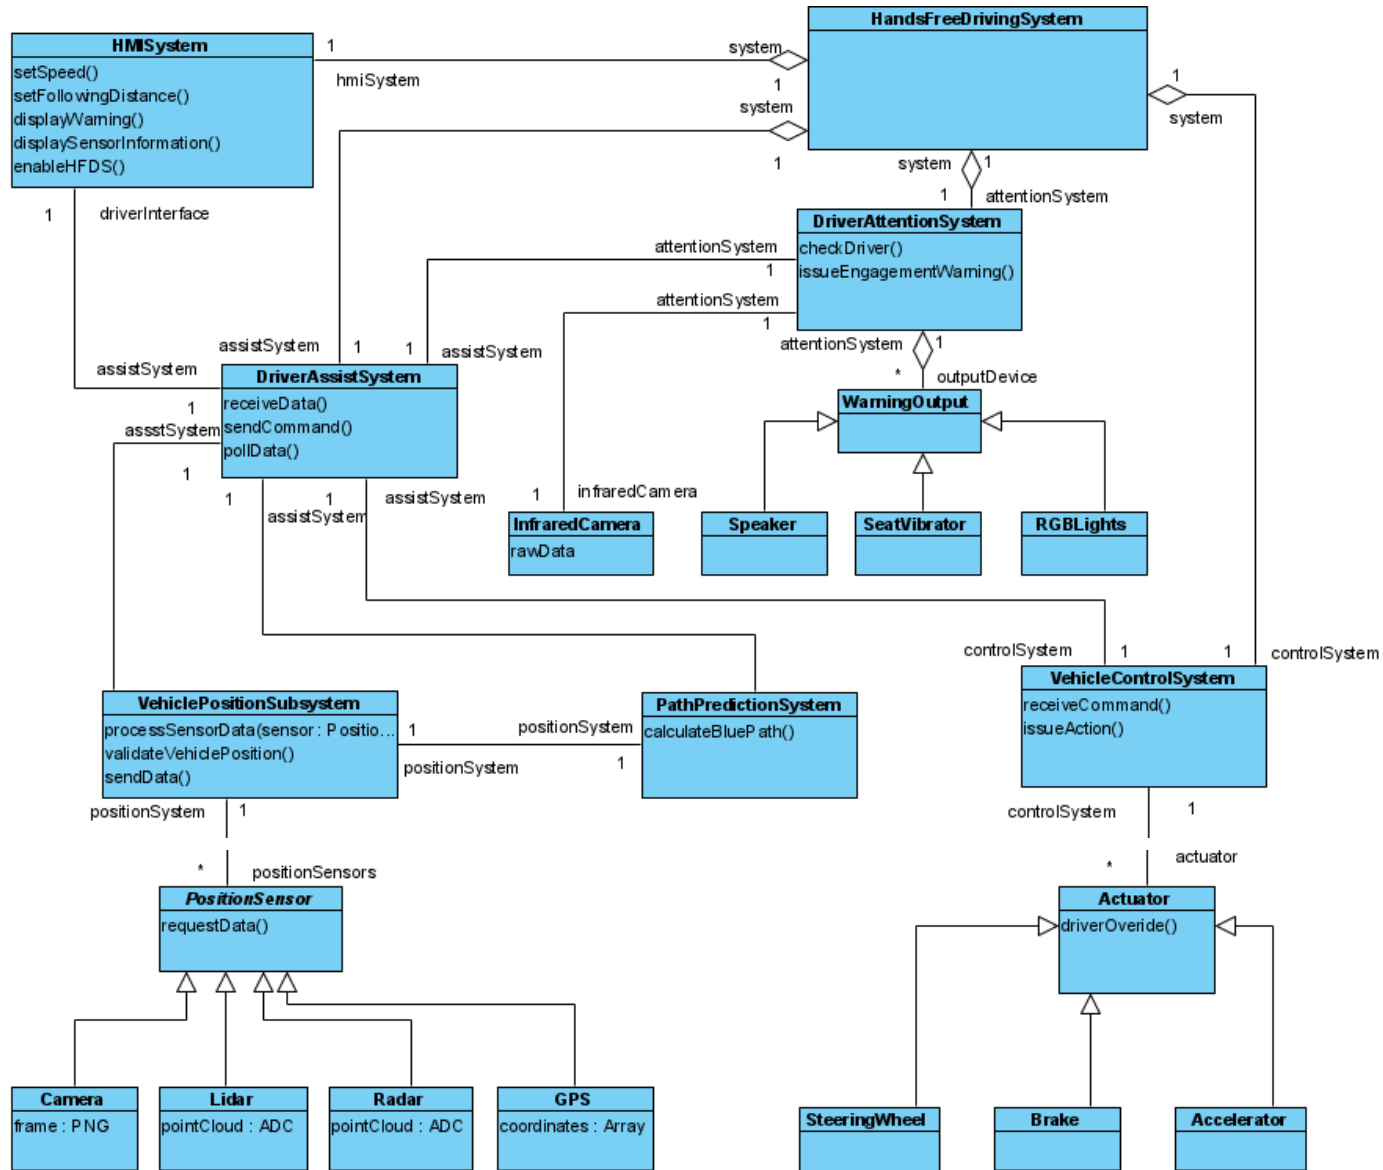 HandsFreeDrivingSystem
HMISystem
setSpeed()
setFollowingDistance()
displayWarning()
displaySensorInformation()
enableHFDS()
1
hmiSystem
system
1
system
1
1
system
system
1
1
attentionSystem
1
driverInterface
DriverAttentionSystem
checkDriver()
issueEngagementWarning()
attentionSystem
1
attentionSystem
1
attentionSystem
1
*
outputDevice
assistSystem
1
1
assistSystem
assistSystem
1
DriverAssistSystem
receiveData()
sendCommand()
pollData()
WarningOutput
assstSystem
1
1
assistSystem
1
assistSystem
1
infraredCamera
InfraredCamera
rawData
Speaker
SeatVibrator
RGBLights
controlSystem
1
1
controlSystem
VehiclePositionSubsystem
processSensorData(sensor : Positio...
validateVehiclePosition()
sendData()
1
positionSystem
positionSystem
1
PathPredictionSystem
calculateBluePath()
VehicleControlSystem
receiveCommand()
issueAction()
positionSystem
1
controlSystem
1
*
positionSensors
*
actuator
PositionSensor
requestData()
Actuator
driverOveride()
Camera
frame : PNG
Lidar
pointCloud : ADC
Radar
pointCloud : ADC
GPS
coordinates : Array
SteeringWheel
Brake
Accelerator